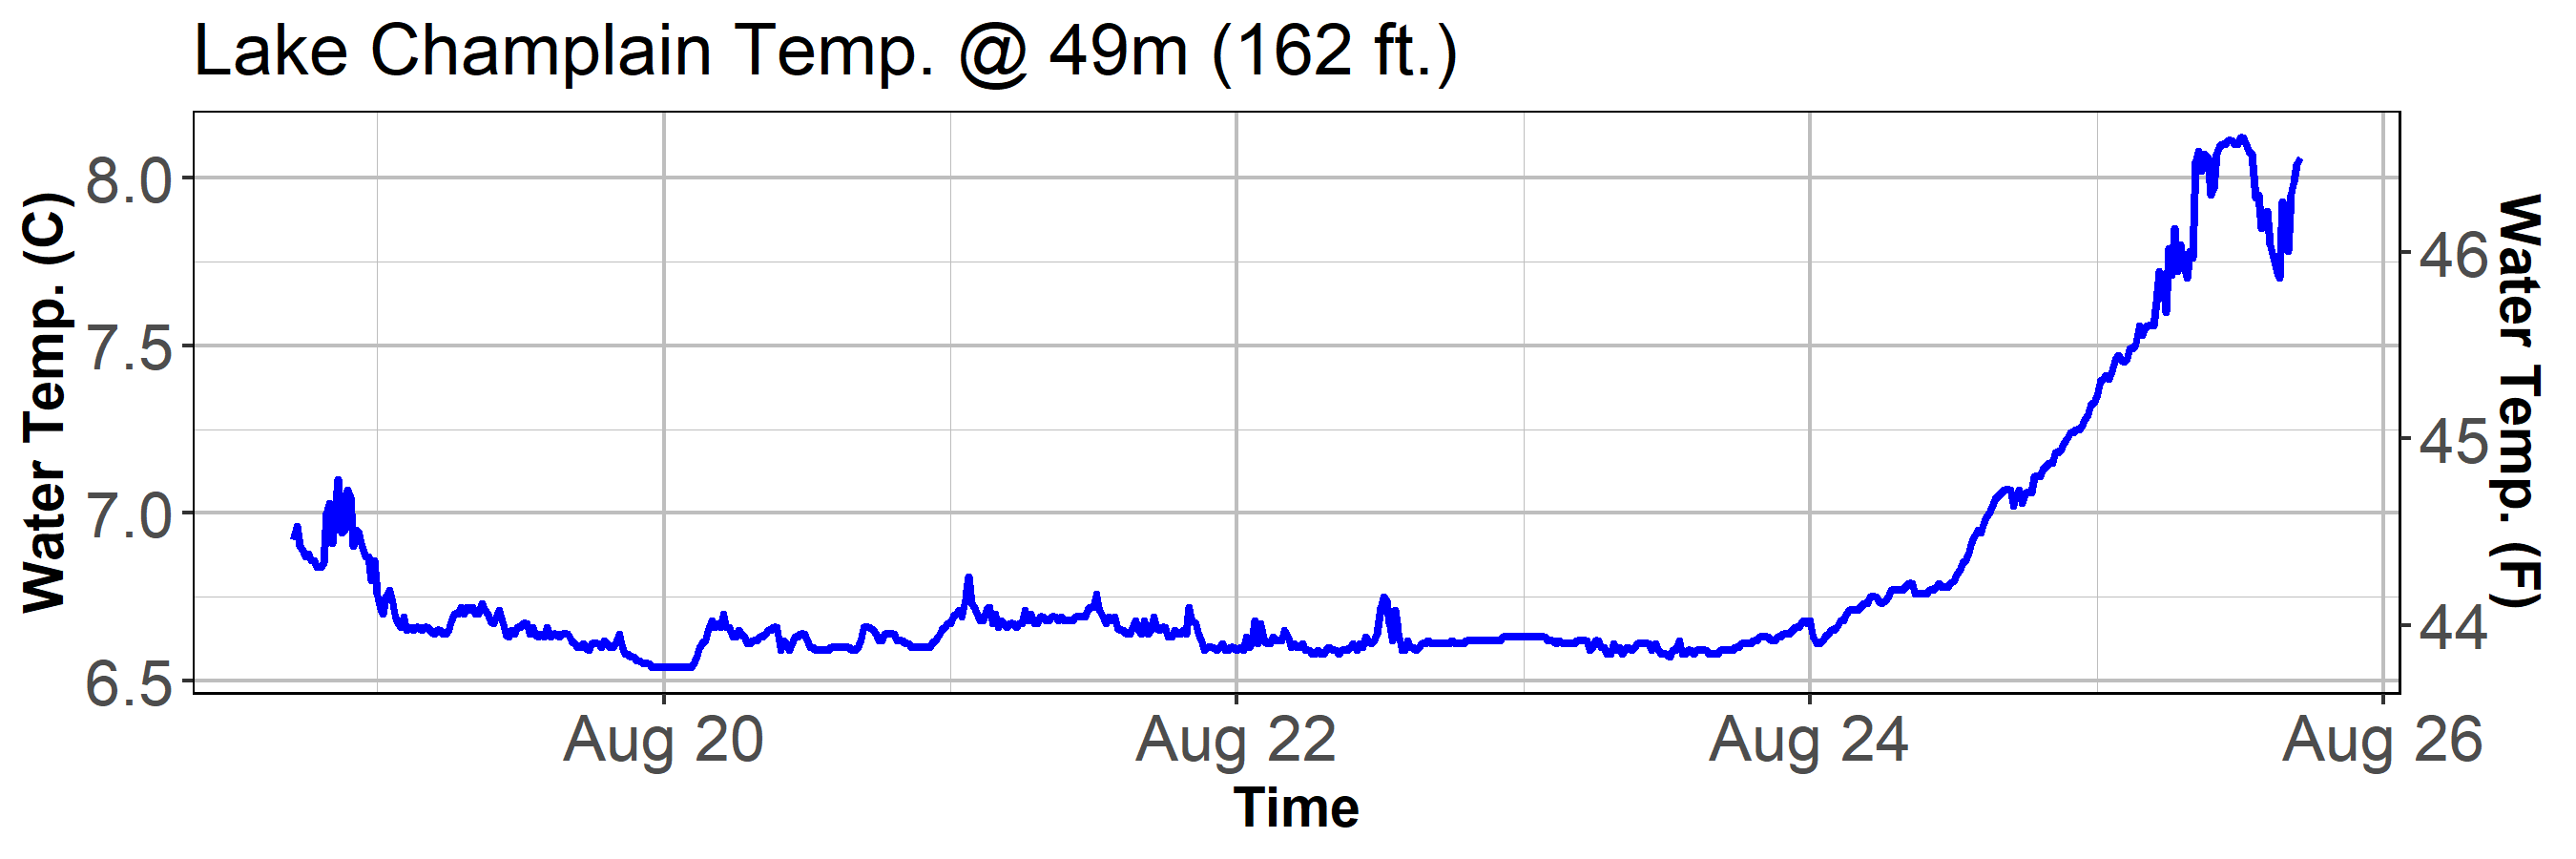 Lake Champlain Temp. @ 49m (162 ft.)
Water Temp. (C)
8.0
7.5
7.0
6.5
46
45
44
Water Temp. (F)
Aug 20 Aug 22 Aug 24 Aug 26
Time